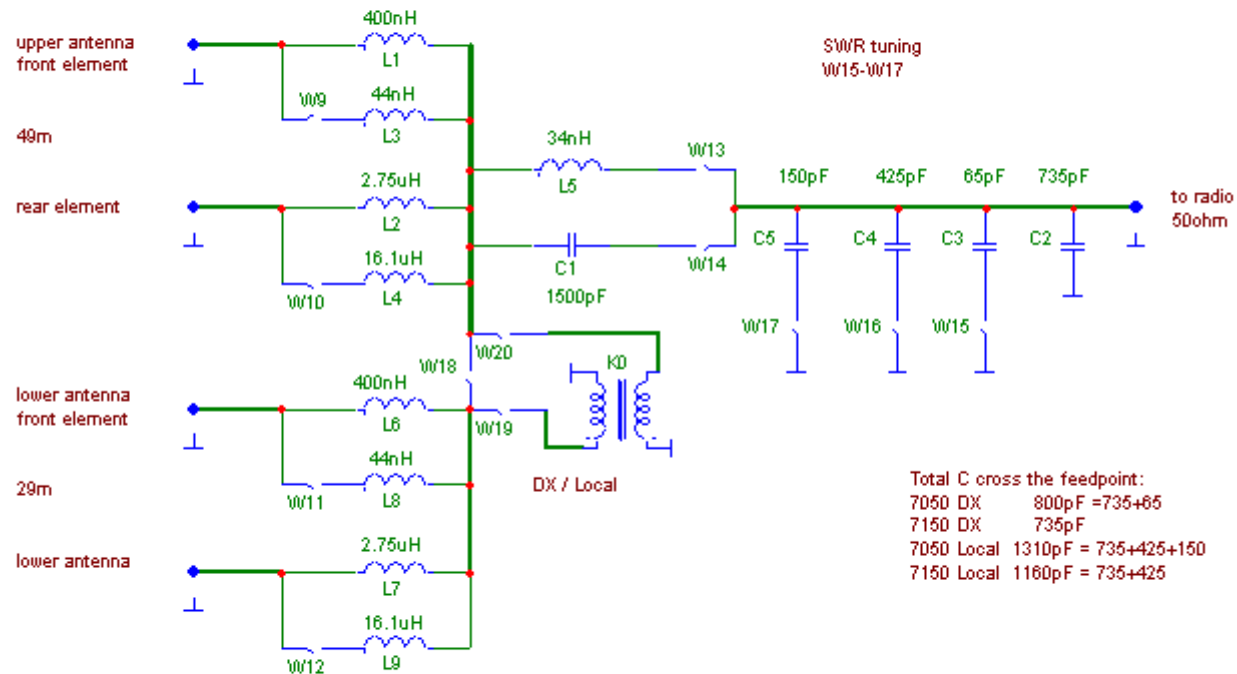 400nH
upper antenna
front element
L1
SWR tuning
W15-W17
W9
44nH
L3
49m
34nH
L5
W13
150pF 425pF 65pF 735pF
2.75uH
rear element
L2
to radio
50ohm
C5 C4 C3 C2
16.1uH
W10
L4
C1
W14
1500pF
W17 W16 W15
W20
W18
K0
400nH
lower antenna
front element
L6
W19
44nH
29m
W11
L8
DX / Local
Total C cross the feedpoint:
7050 DX 800pF =735+65
7150 DX 735pF
7050 Local 1310pF = 735+425+150
7150 Local 1160pF = 735+425
2.75uH
lower antenna
L7
16.1uH
W12
L9